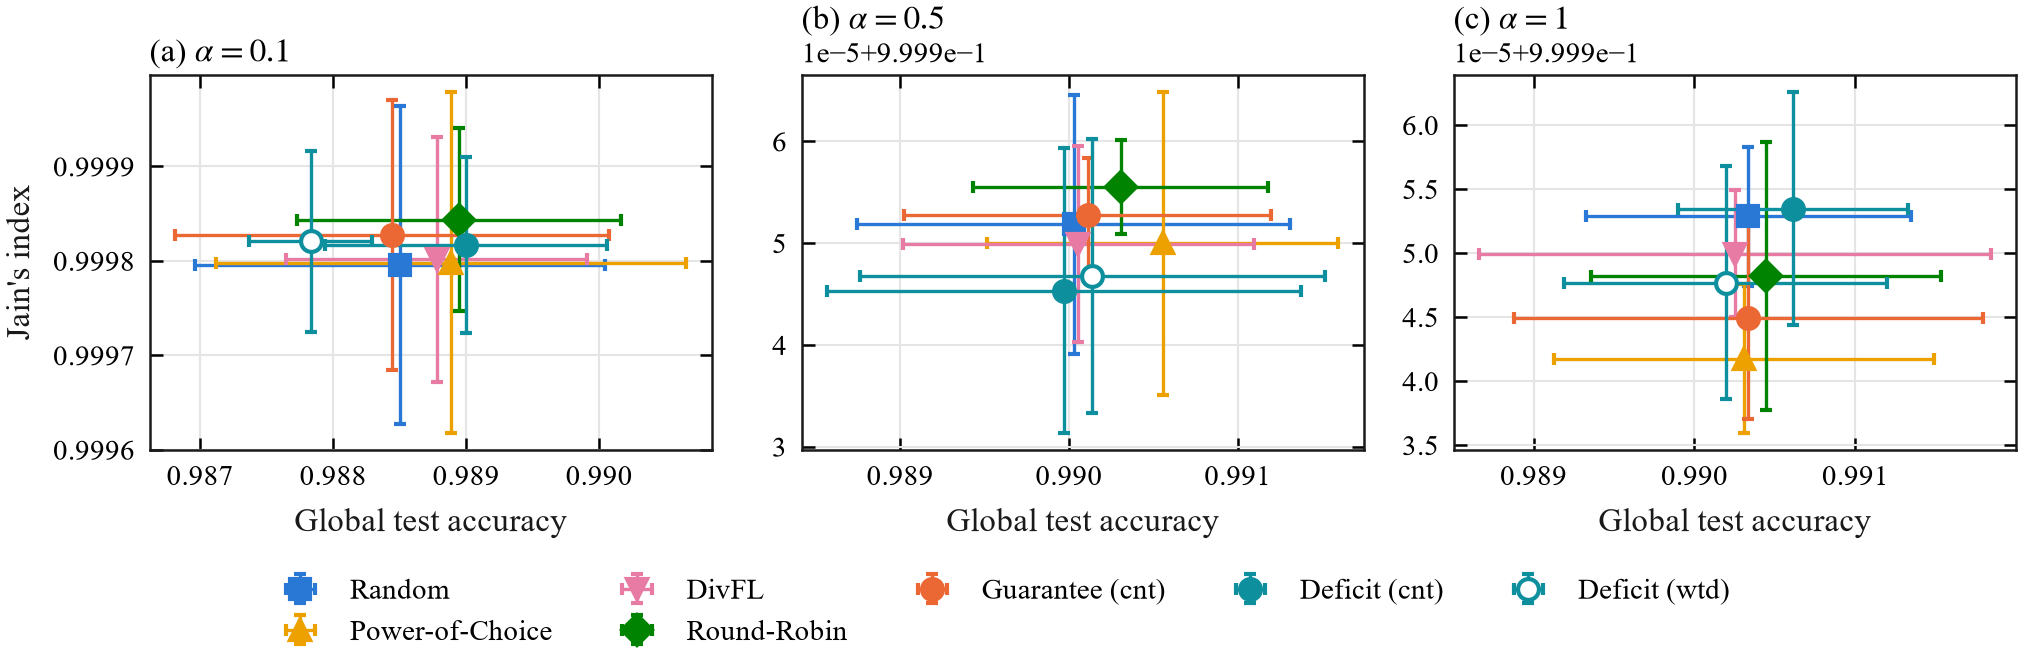 (a) α = 0.1
(b) α = 0.5
(c) α = 1
1e−5+9.999e−1
1e−5+9.999e−1
Jain's index
0.9999
0.9998
0.9997
0.9996
0.987 0.988 0.989 0.990
Global test accuracy
6
5
4
3
0.989 0.990 0.991
Global test accuracy
6.0
5.5
5.0
4.5
4.0
3.5
0.989 0.990 0.991
Global test accuracy
Random DivFL Guarantee (cnt) Deficit (cnt) Deficit (wtd)
Power-of-Choice Round-Robin